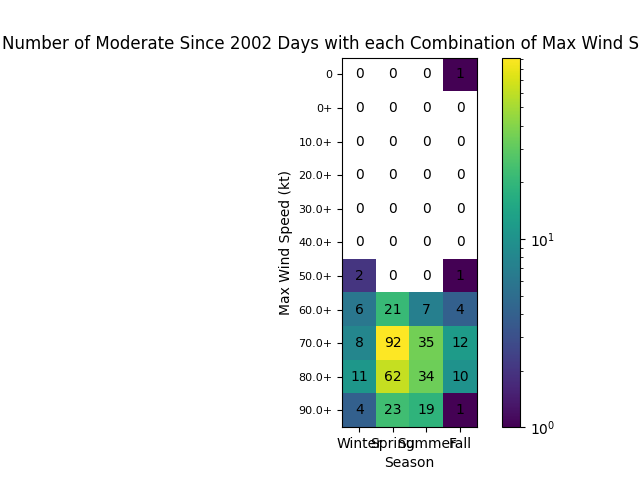 Number of Moderate Since 2002 Days with each Combination of Max Wind S
0 0 0 0 1
0+ 0 0 0 0
10.0+ 0 0 0 0
20.0+ 0 0 0 0
30.0+ 0 0 0 0
40.0+ 0 0 0 0
50.0+ 2 0 0 1
60.0+ 6 21 7 4
70.0+ 8 92 35 12
80.0+ 11 62 34 10
90.0+ 4 23 19 1
Winter Spring Summer Fall
Season
Max Wind Speed (kt)
10¹
10⁰